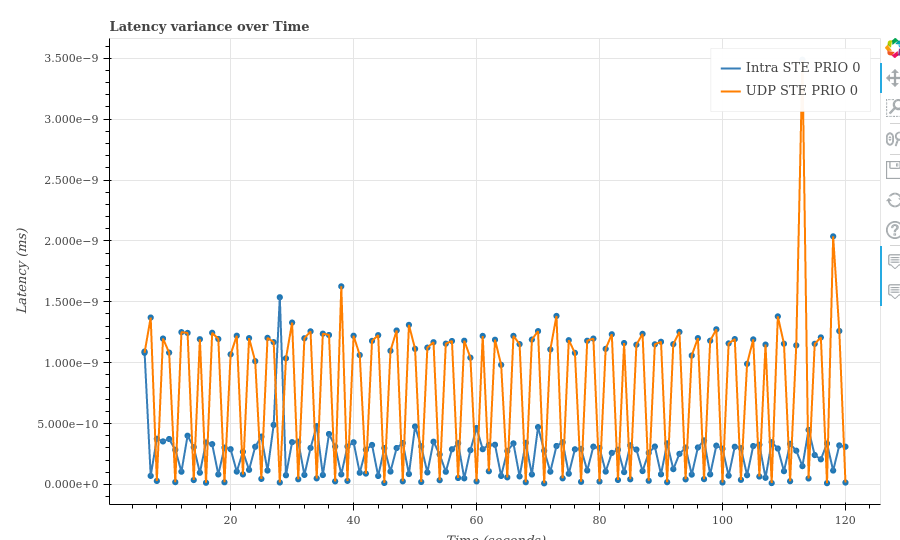 Latency variance over Time
Intra STE PRIO 0
UDP STE PRIO 0
Latency (ms)
3.500e−9
3.000e−9
2.500e−9
2.000e−9
1.500e−9
1.000e−9
5.000e−10
0.000e+0
20 40 60 80 100 120
Time (seconds)